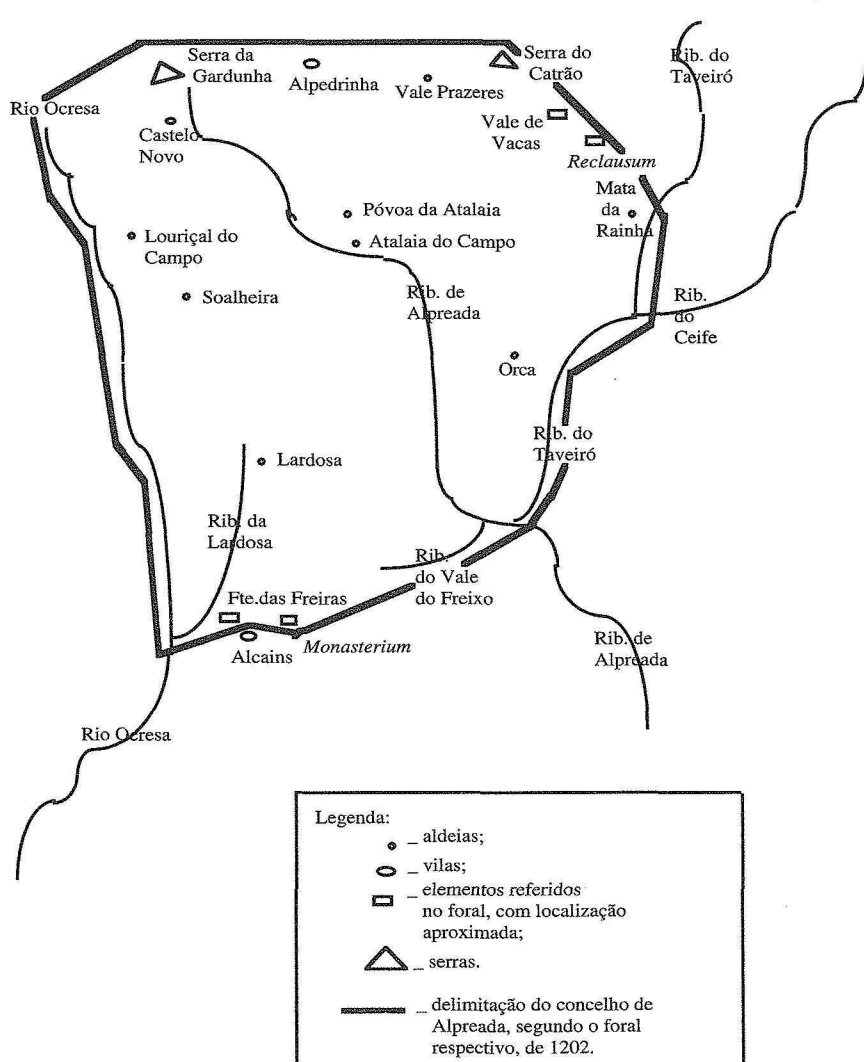 Serra da
Gardunha
Alpedrinha
Vale Prazeres
Serra do
Catrão
Rib. do
Taveiró
Rio Ocresa
Castelo
Novo
Vale de
Vacas
Reclausum
Mata
da
Rainha
Póvoa da Atalaia
Louriçal do
Campo
Atalaia do Campo
Soalheira
Rib. de
Alpreada
Rib.
do
Ceife
Orca
Rib. do
Taveiró
Lardosa
Rib. da
Lardosa
Rib.
do Vale
do Freixo
Fte.das Freiras
Alcains
Monasterium
Rib. de
Alpreada
Rio Ocresa
Legenda:
_ aldeias;
_ vilas;
_ elementos referidos
no foral, com localização
aproximada;
_ serras.
_ delimitação do concelho de
Alpreada, segundo o foral
respectivo, de 1202.